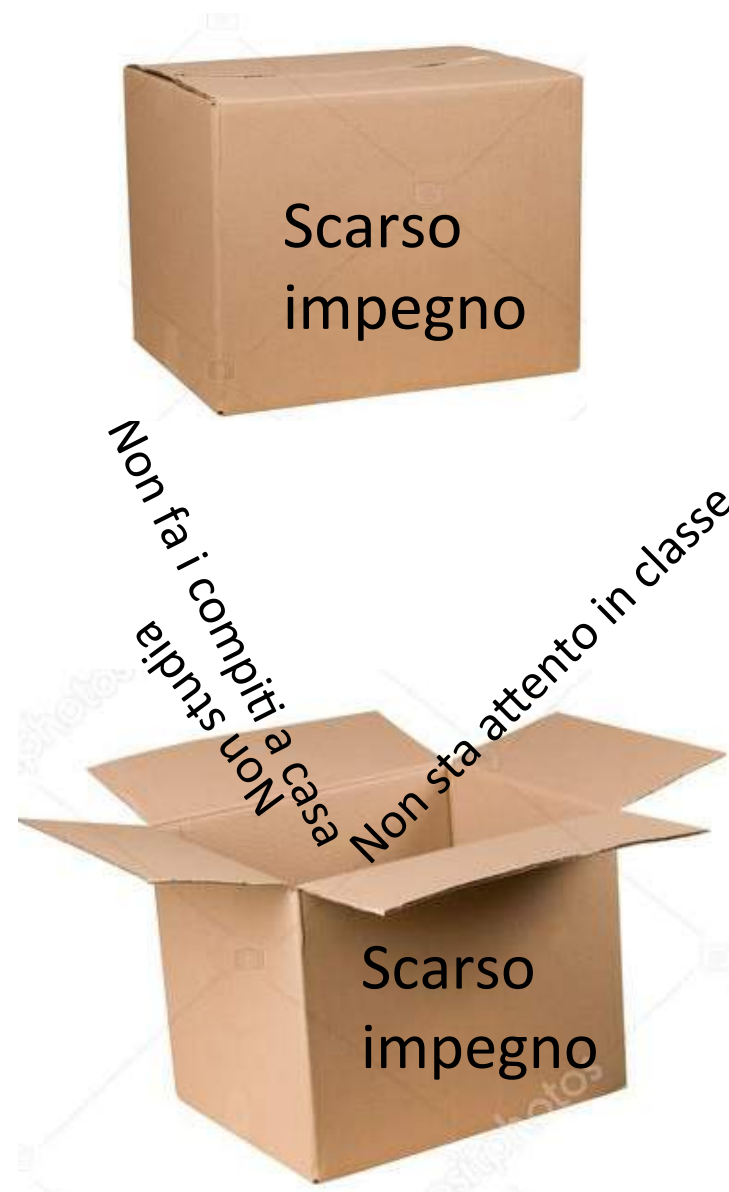 Scarso
impegno
Non fa i compiti a casa
Non studia
Non sta attento in classe
Scarso
impegno